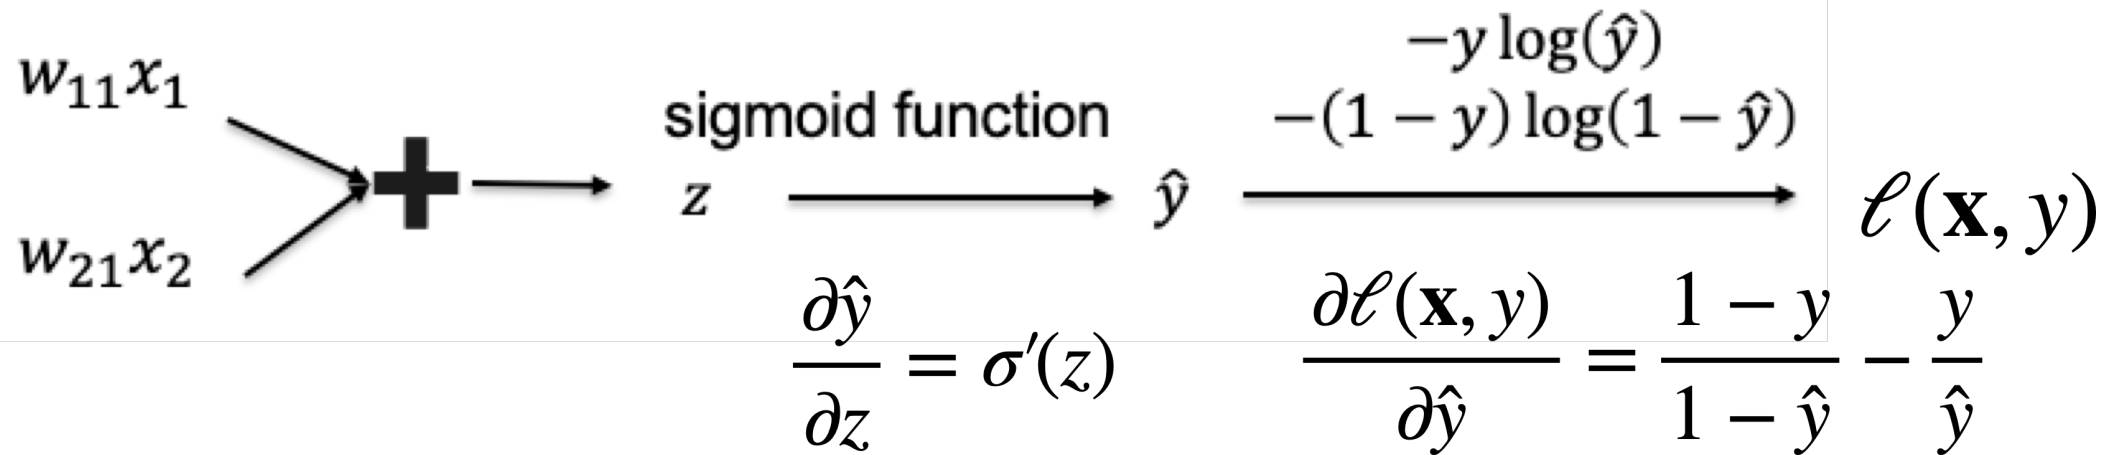 w₁₁x₁
w₂₁x₂
sigmoid function
z
ŷ
−y log(ŷ)
−(1 − y) log(1 − ŷ)
ℓ(𝐱, y)
∂ŷ/∂z = σ′(z)
∂ℓ(𝐱, y)/∂ŷ = (1 − y)/(1 − ŷ) − y/ŷ